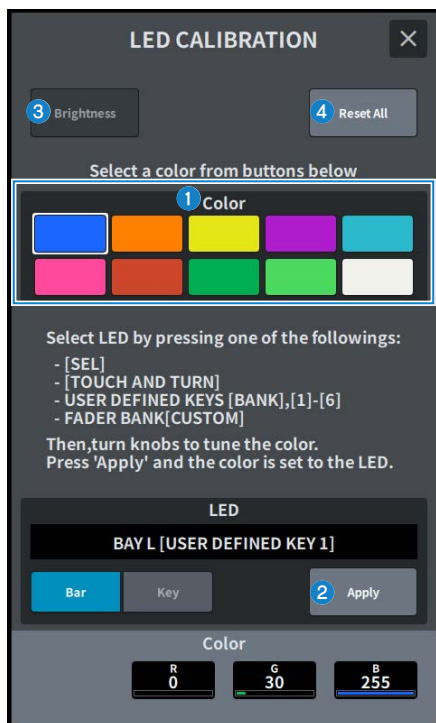 LED CALIBRATION
3 Brightness
4 Reset All
Select a color from buttons below
1 Color
Select LED by pressing one of the followings:
- [SEL]
- [TOUCH AND TURN]
- USER DEFINED KEYS [BANK],[1]-[6]
- FADER BANK[CUSTOM]
Then,turn knobs to tune the color.
Press 'Apply' and the color is set to the LED.
LED
BAY L [USER DEFINED KEY 1]
Bar Key 2 Apply
Color
R G B
0 30 255